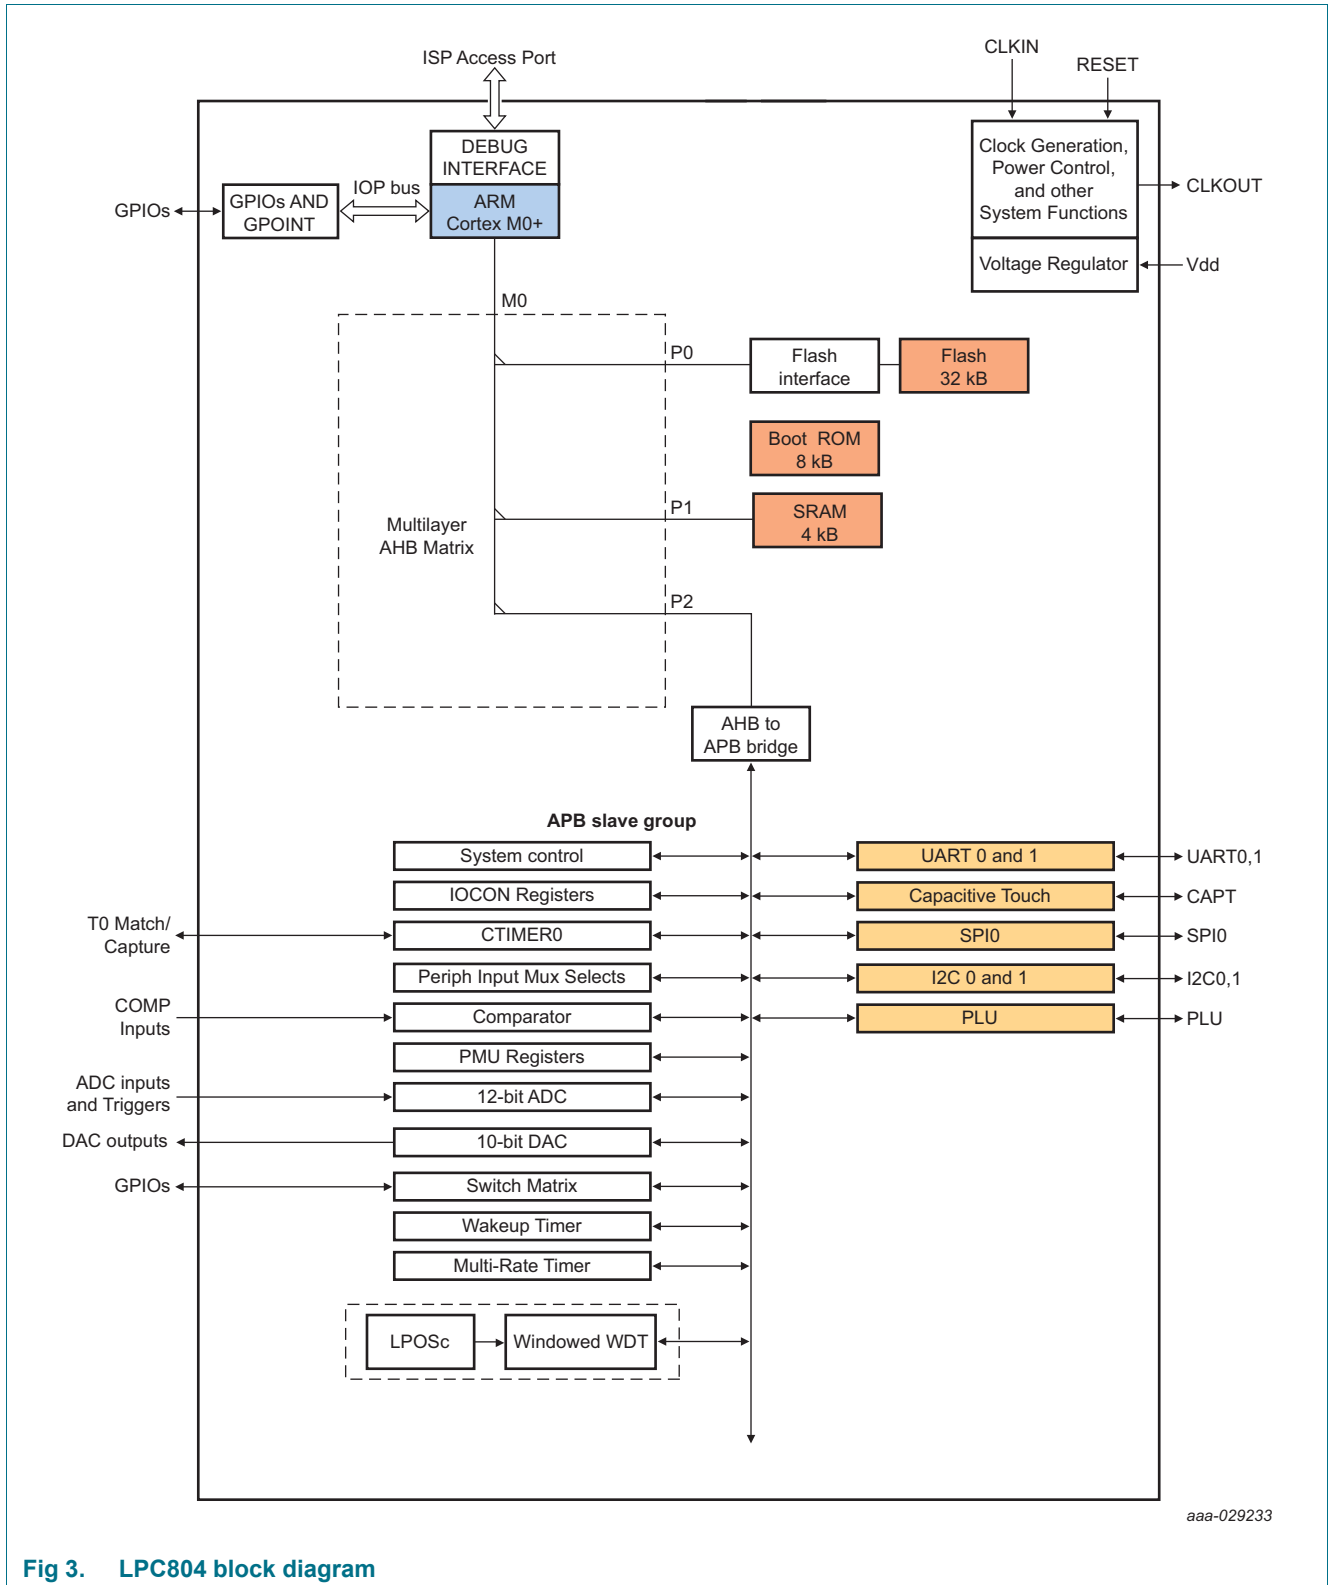 ISP Access Port
CLKIN
RESET
DEBUG
INTERFACE
ARM
Cortex M0+
IOP bus
GPIOs
GPIOs AND
GPOINT
Clock Generation,
Power Control,
and other
System Functions
CLKOUT
Voltage Regulator
Vdd
M0
P0
Flash
interface
Flash
32 kB
Boot ROM
8 kB
P1
SRAM
4 kB
Multilayer
AHB Matrix
P2
AHB to
APB bridge
APB slave group
System control
UART 0 and 1
UART0,1
IOCON Registers
Capacitive Touch
CAPT
T0 Match/
Capture
CTIMER0
SPI0
SPI0
Periph Input Mux Selects
I2C 0 and 1
I2C0,1
COMP
Inputs
Comparator
PLU
PLU
PMU Registers
ADC inputs
and Triggers
12-bit ADC
DAC outputs
10-bit DAC
GPIOs
Switch Matrix
Wakeup Timer
Multi-Rate Timer
LPOSc
Windowed WDT
aaa-029233
Fig 3. LPC804 block diagram